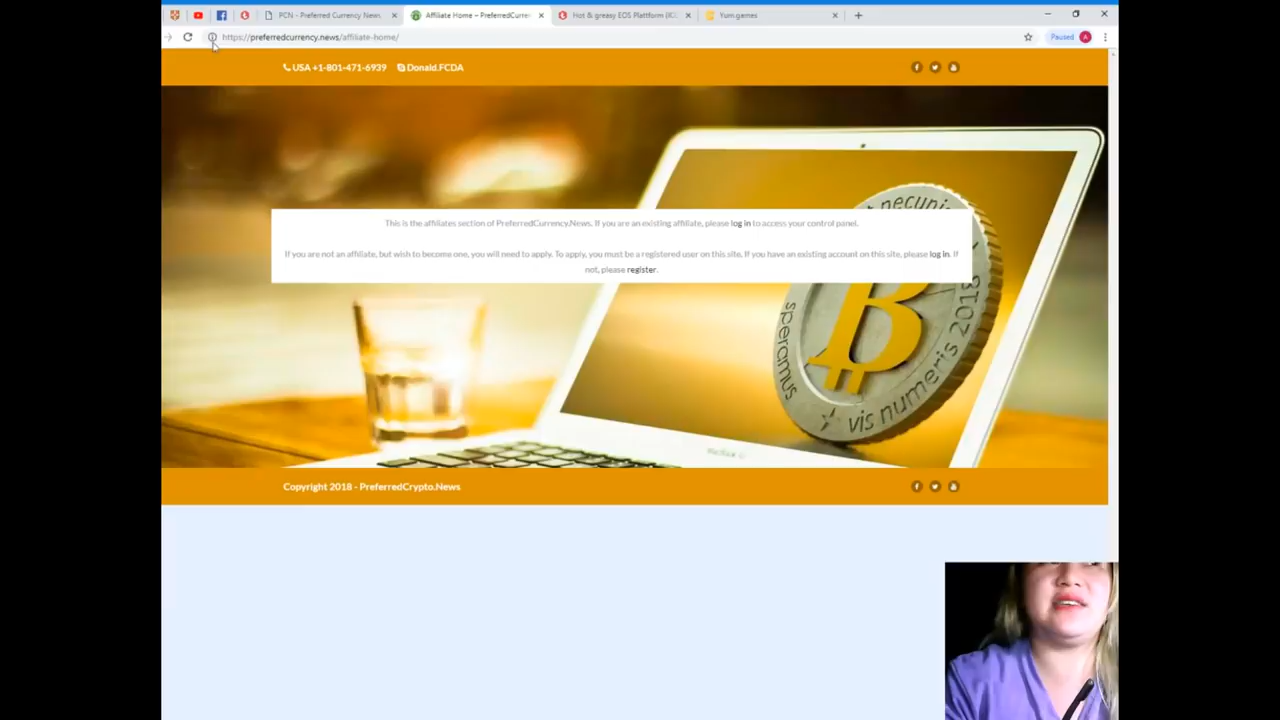 PCN - Preferred Currency News
Affiliate Home – PreferredCurre
Hot & greasy EOS Plattform (
Yum.games
https://preferredcurrency.news/affiliate-home/
Paused
A
USA +1-801-471-6939
Donald.FCDA
This is the affiliates section of PreferredCurrency.News. If you are an existing affiliate, please log in to access your control panel.
If you are not an affiliate, but wish to become one, you will need to apply. To apply, you must be a registered user on this site. If you have an existing account on this site, please log in. If
not, please register.
necunia
B
speramus
vis numeris 2018
Copyright 2018 - PreferredCrypto.News